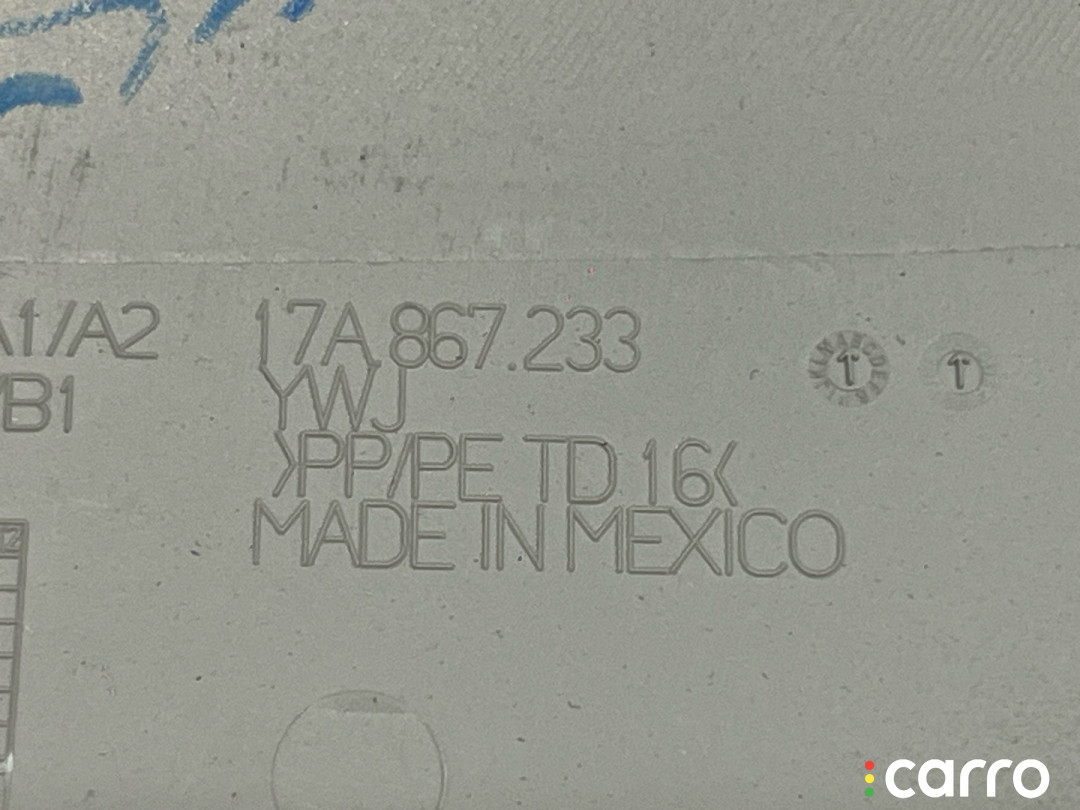 A1/A2
/B1
17A.867.233
YWJ
>PP/PE TD 16<
MADE IN MEXICO
carro